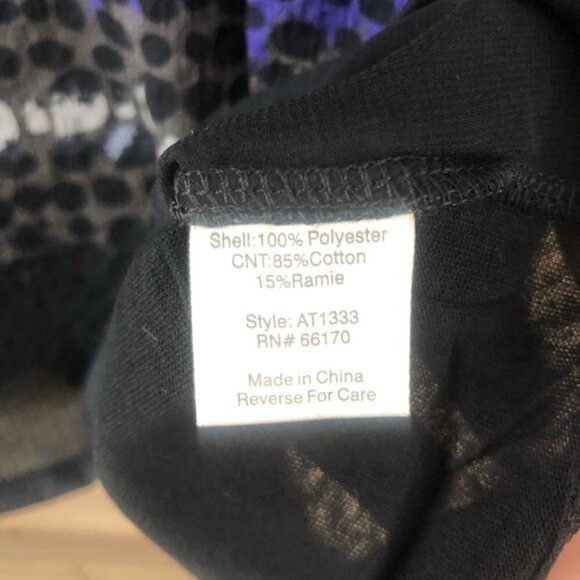 Shell:100% Polyester
CNT:85%Cotton
15%Ramie
Style: AT1333
RN# 66170
Made in China
Reverse For Care